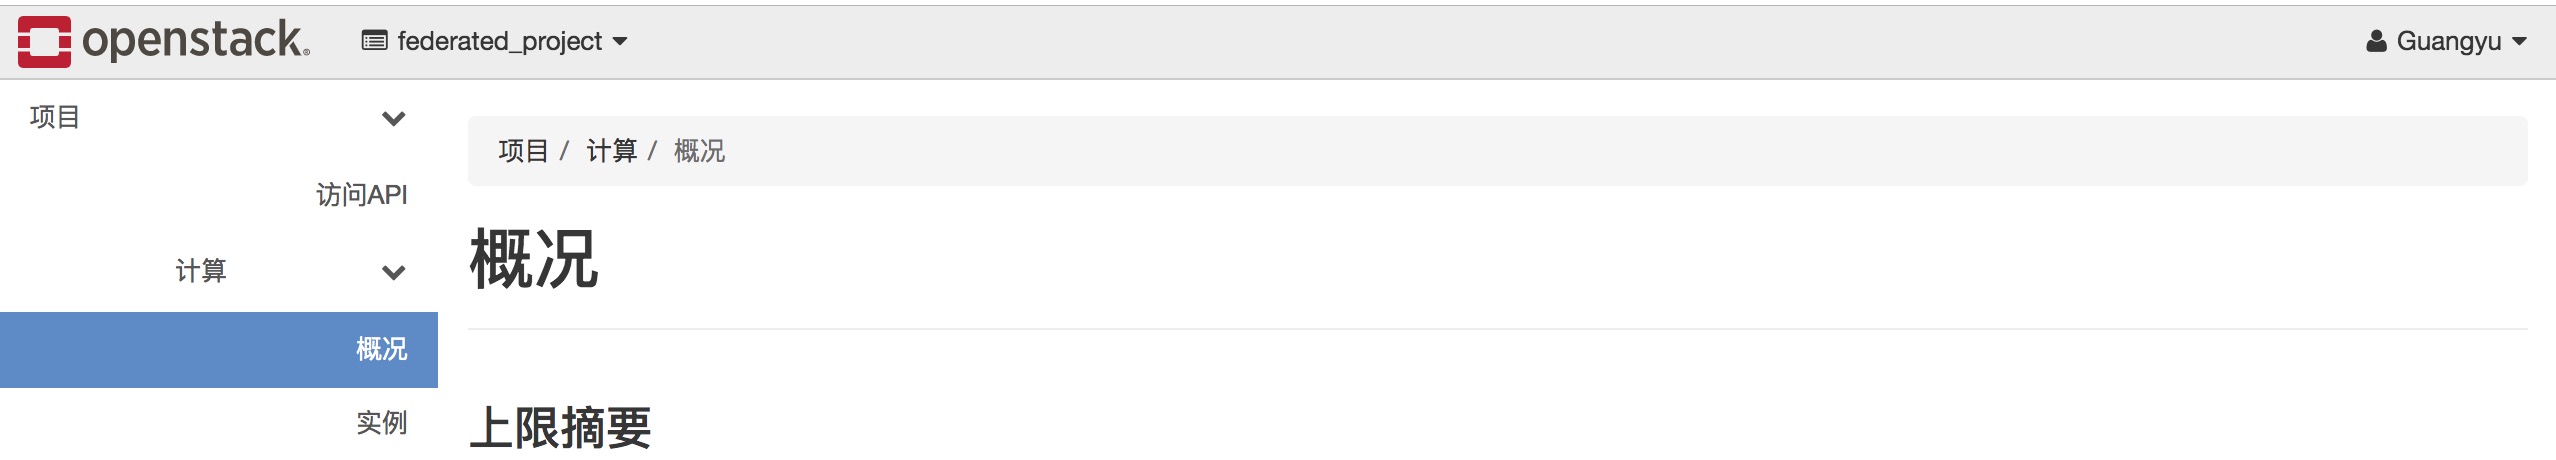 openstack. federated_project Guangyu
项目
访问API
计算
概况
实例
项目 / 计算 / 概况
概况
上限摘要